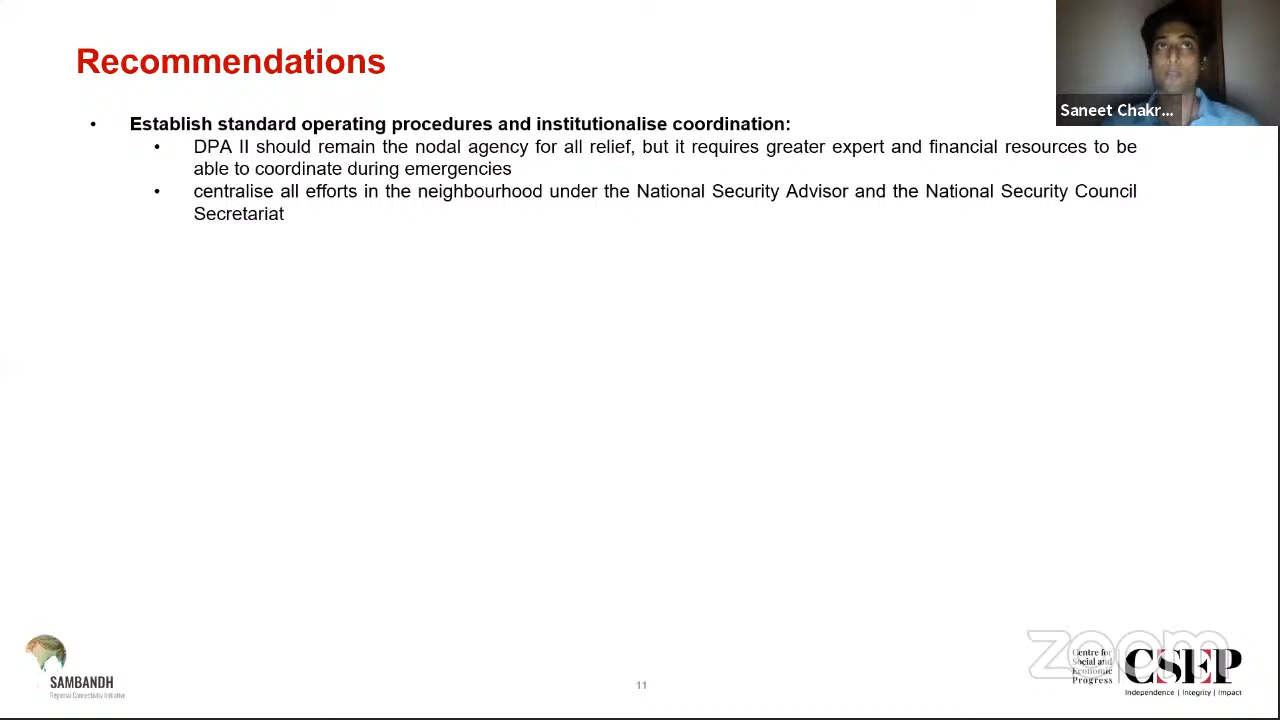 Recommendations
Saneet Chakr...
• Establish standard operating procedures and institutionalise coordination:
• DPA II should remain the nodal agency for all relief, but it requires greater expert and financial resources to be
able to coordinate during emergencies
• centralise all efforts in the neighbourhood under the National Security Advisor and the National Security Council
Secretariat
SAMBANDH
Regional Connectivity Initiative
11
zoom
Centre for
Social and
Economic
Progress
CSEP
Independence | Integrity | Impact